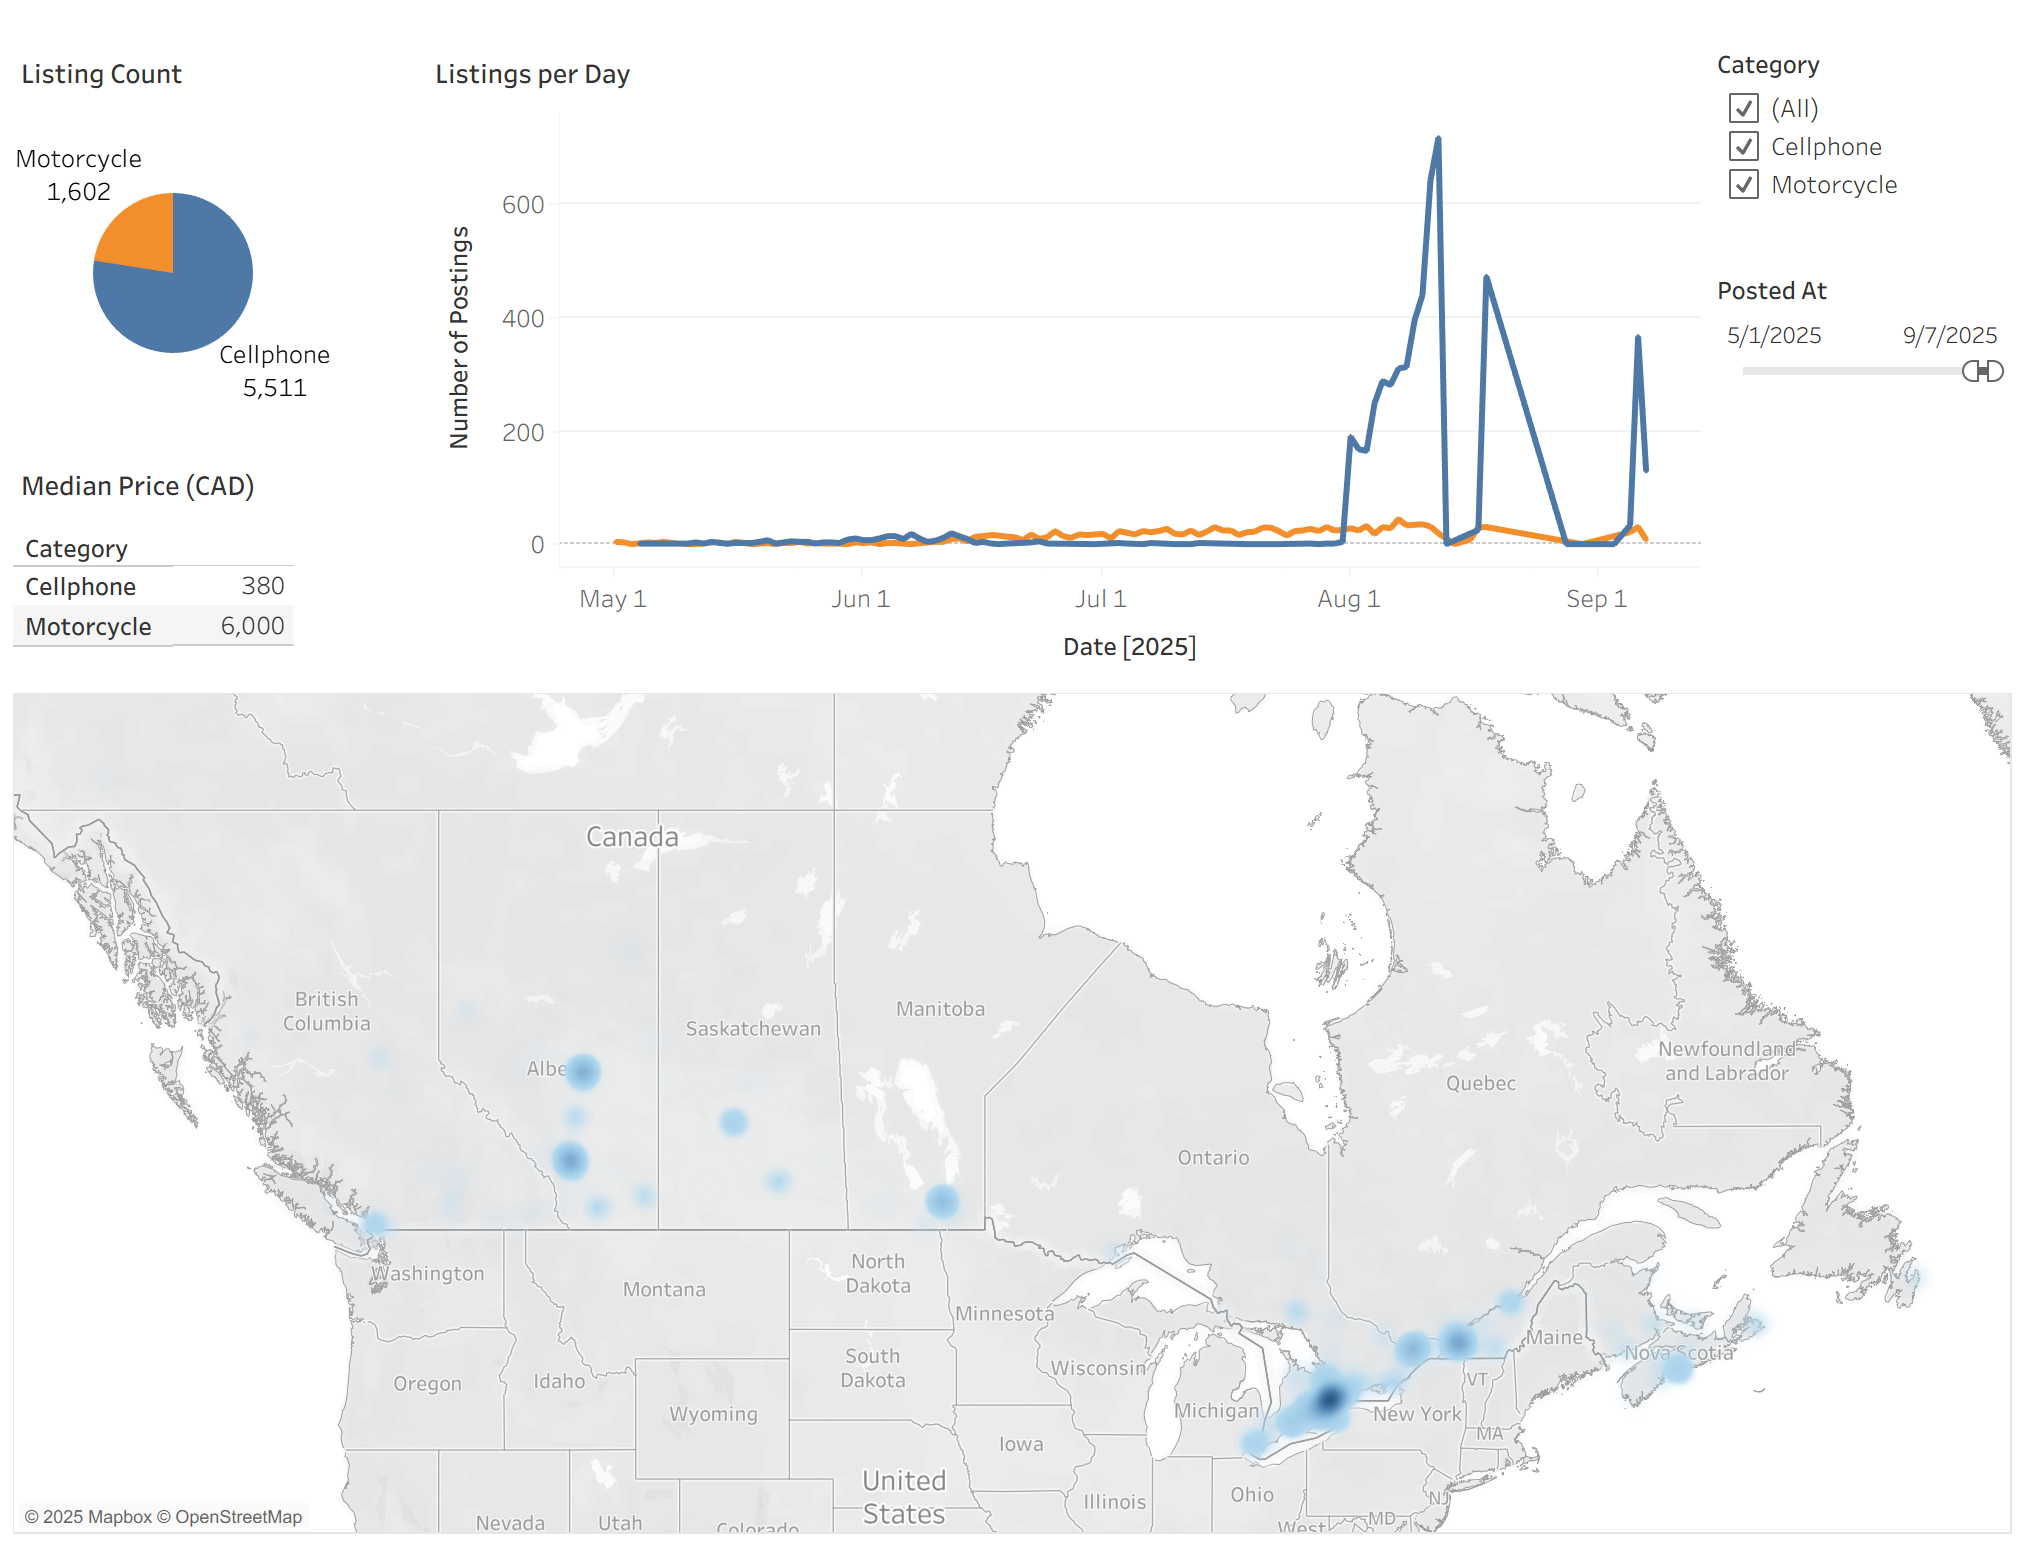 Listing Count
Motorcycle
1,602
Cellphone
5,511
Median Price (CAD)
Category
Cellphone 380
Motorcycle 6,000
Listings per Day
Number of Postings
600
400
200
0
May 1 Jun 1 Jul 1 Aug 1 Sep 1
Date [2025]
Category
(All)
Cellphone
Motorcycle
Posted At
5/1/2025 9/7/2025
Canada
British
Columbia
Albe
Saskatchewan
Manitoba
Ontario
Quebec
Newfoundland
and Labrador
Nova Scotia
Washington
Montana
North
Dakota
Minnesota
South
Dakota
Wisconsin
Michigan
Maine
VT
New York
MA
Oregon
Idaho
Wyoming
Iowa
United
States
Illinois
Ohio
NJ
MD
West
Nevada
Utah
Colorado
© 2025 Mapbox © OpenStreetMap